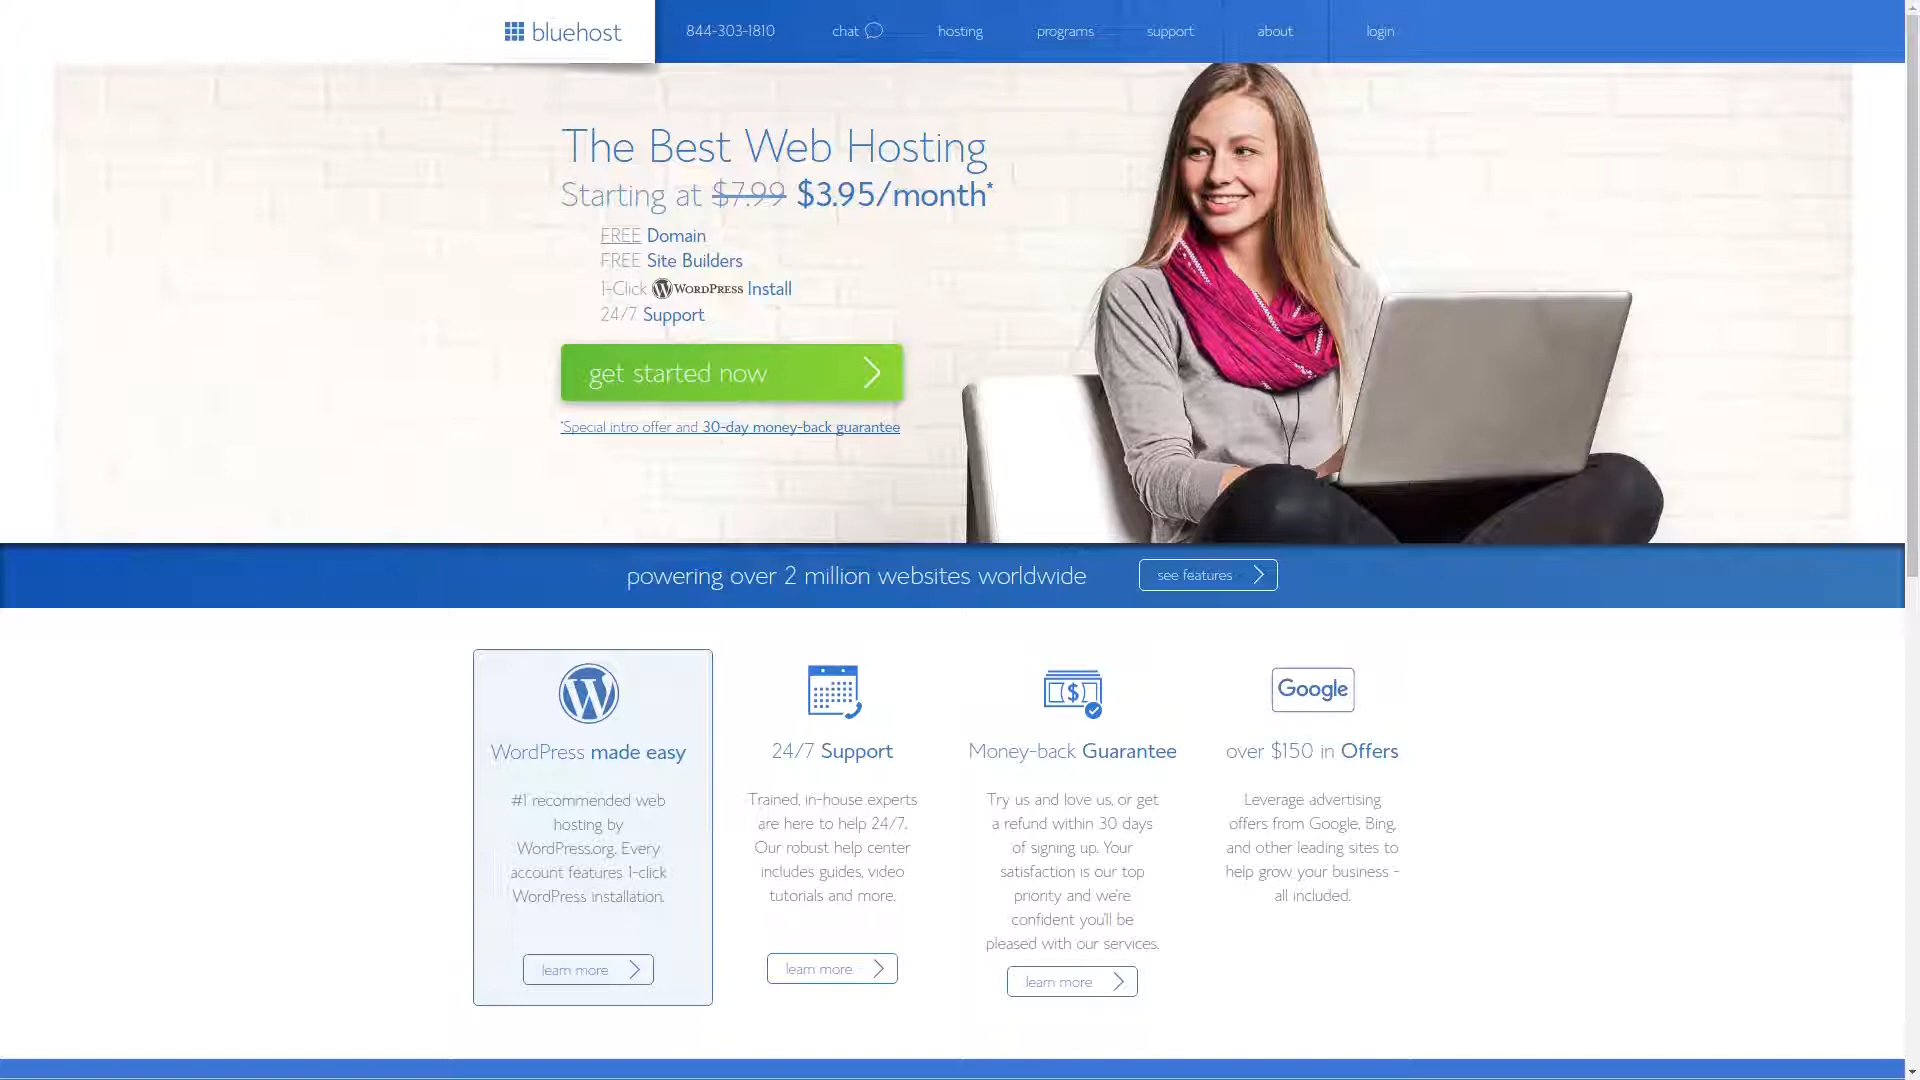 bluehost
844-303-1810
chat
hosting
programs
support
about
login
The Best Web Hosting
Starting at $7.99 $3.95/month*
FREE Domain
FREE Site Builders
1-Click WORDPRESS Install
24/7 Support
get started now
*Special intro offer and 30-day money-back guarantee
powering over 2 million websites worldwide
see features
WordPress made easy
#1 recommended web
hosting by
WordPress.org. Every
account features 1-click
WordPress installation.
learn more
24/7 Support
Trained, in-house experts
are here to help 24/7.
Our robust help center
includes guides, video
tutorials and more.
learn more
Money-back Guarantee
Try us and love us, or get
a refund within 30 days
of signing up. Your
satisfaction is our top
priority and we're
confident you'll be
pleased with our services.
learn more
Google
over $150 in Offers
Leverage advertising
offers from Google, Bing,
and other leading sites to
help grow your business -
all included.